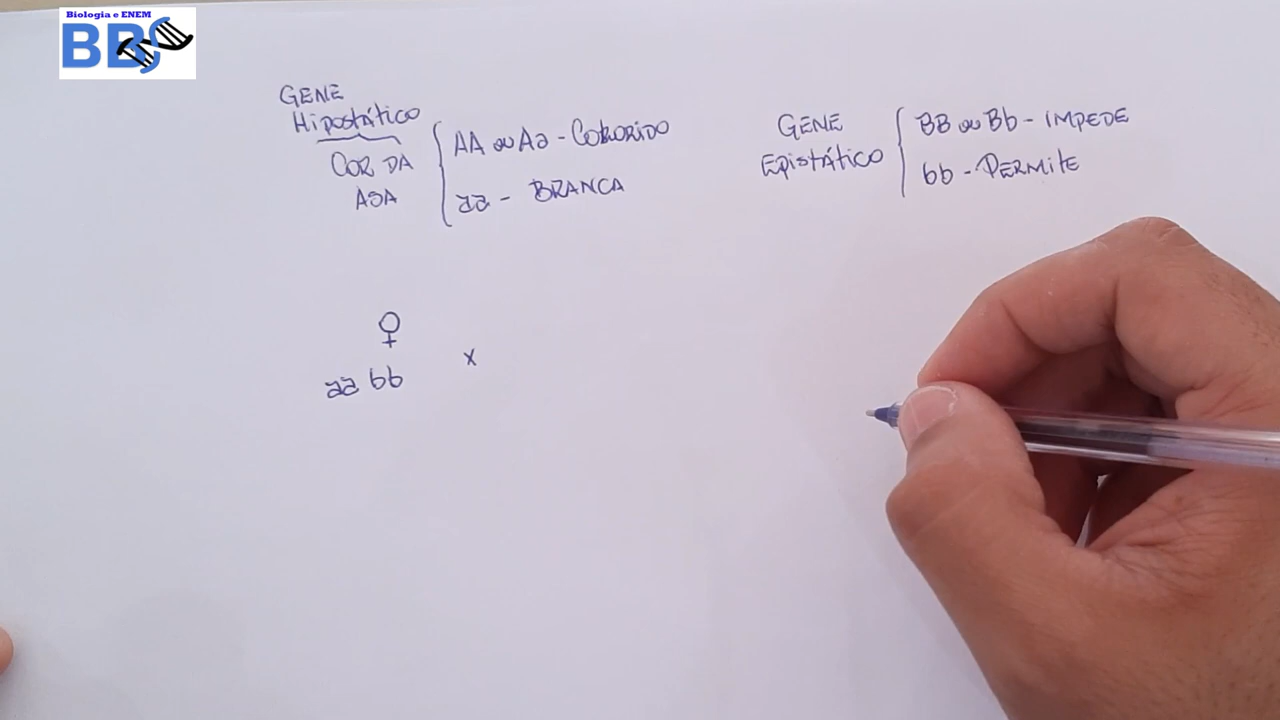 Biologia e ENEM
BBS
GENE
Hipostático
COR DA
ASA
AA ou Aa - COLORIDO
aa - BRANCA
GENE
Epistático
BB ou Bb - IMPEDE
bb - PERMITE
♀
aa bb x